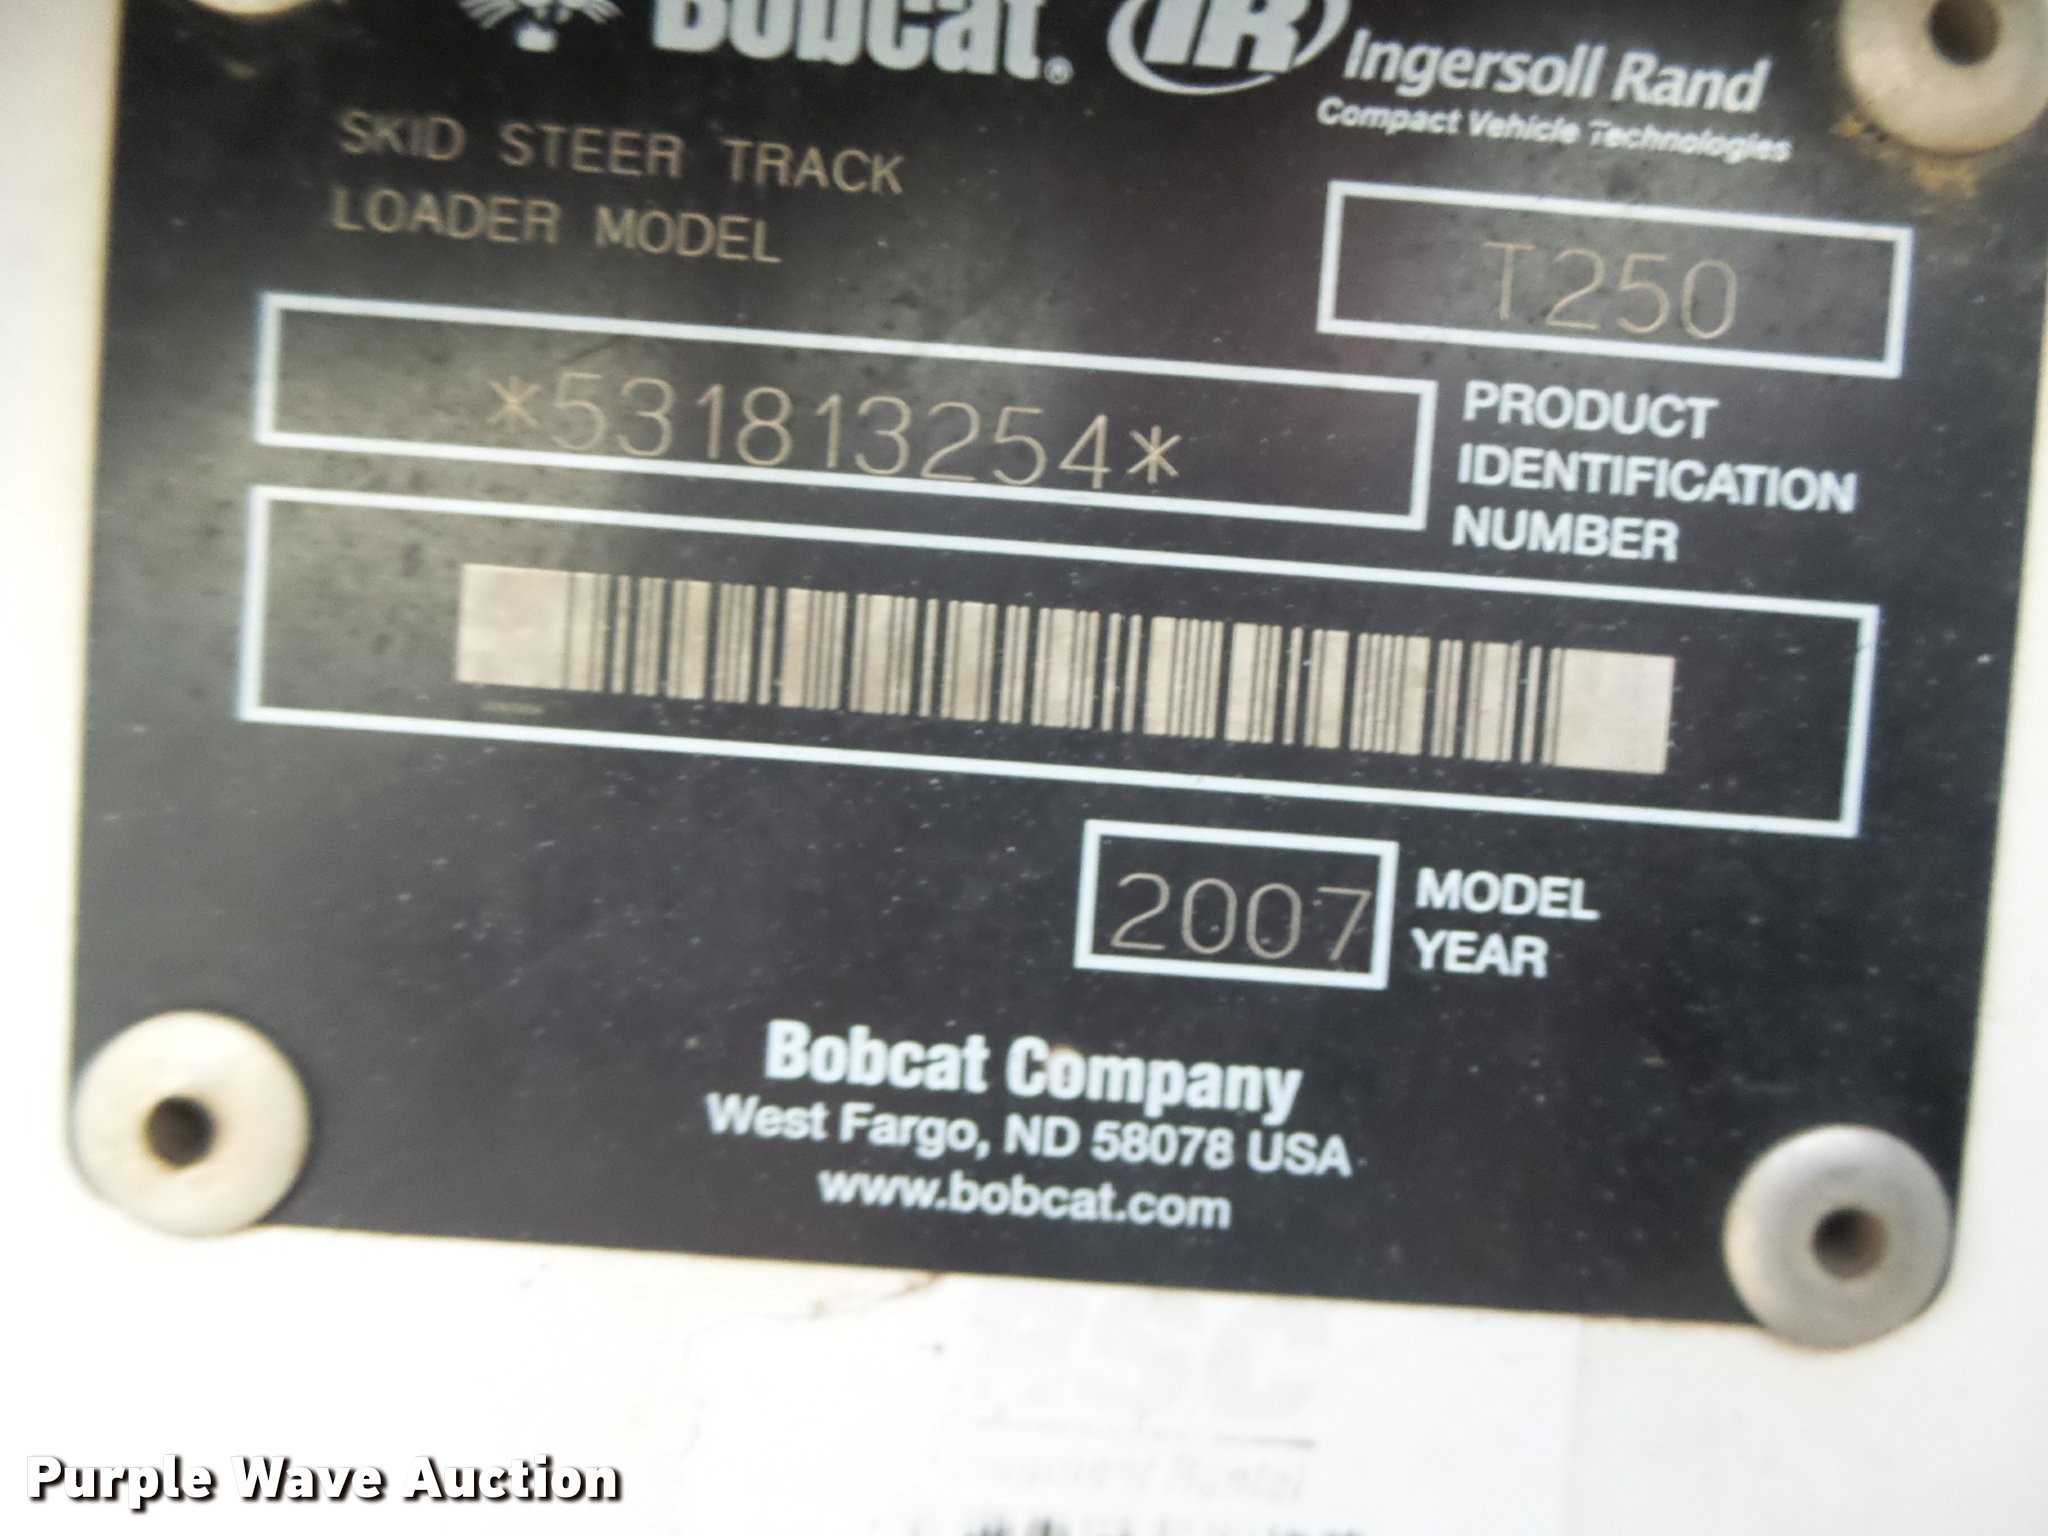 Bobcat® IR Ingersoll Rand
Compact Vehicle Technologies
SKID STEER TRACK
LOADER MODEL
T250
*531813254*
PRODUCT
IDENTIFICATION
NUMBER
2007
MODEL
YEAR
Bobcat Company
West Fargo, ND 58078 USA
www.bobcat.com
Purple Wave Auction